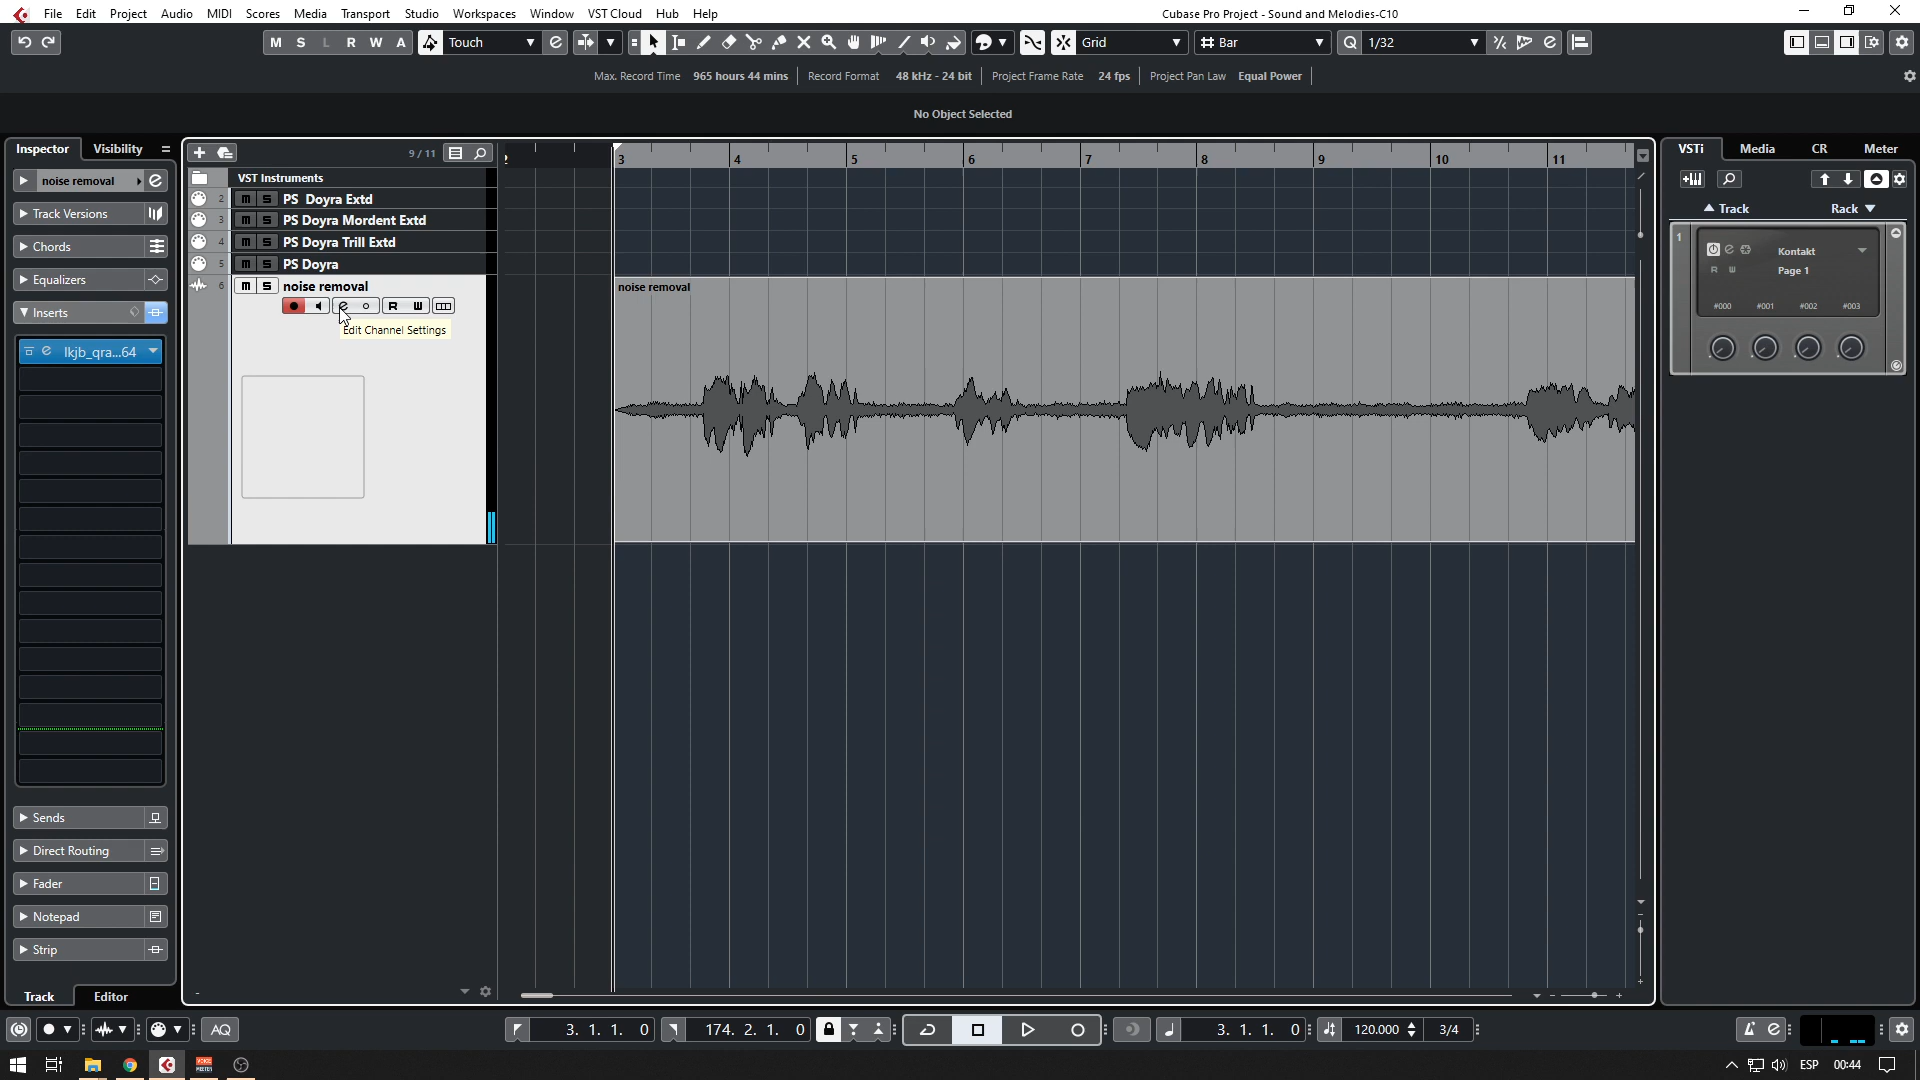 File Edit Project Audio MIDI Scores Media Transport Studio Workspaces Window VST Cloud Hub Help
Cubase Pro Project - Sound and Melodies-C10
M S L R W A Touch Grid Bar Q 1/32
Max. Record Time 965 hours 44 mins Record Format 48 kHz - 24 bit Project Frame Rate 24 fps Project Pan Law Equal Power
No Object Selected
Inspector Visibility
noise removal
Track Versions
Chords
Equalizers
Inserts
lkjb_qra...64
Sends
Direct Routing
Fader
Notepad
Strip
Track Editor
9 / 11
VST Instruments
2 m s PS Doyra Extd
3 m s PS Doyra Mordent Extd
4 m s PS Doyra Trill Extd
5 m s PS Doyra
6 m s noise removal
R W
Edit Channel Settings
3 4 5 6 7 8 9 10 11
noise removal
VSTi Media CR Meter
Track Rack
1
Kontakt
R W Page 1
#000 #001 #002 #003
AQ
3. 1. 1. 0
174. 2. 1. 0
3. 1. 1. 0
120.000
3/4
VOICE
MEETER
ESP 00:44